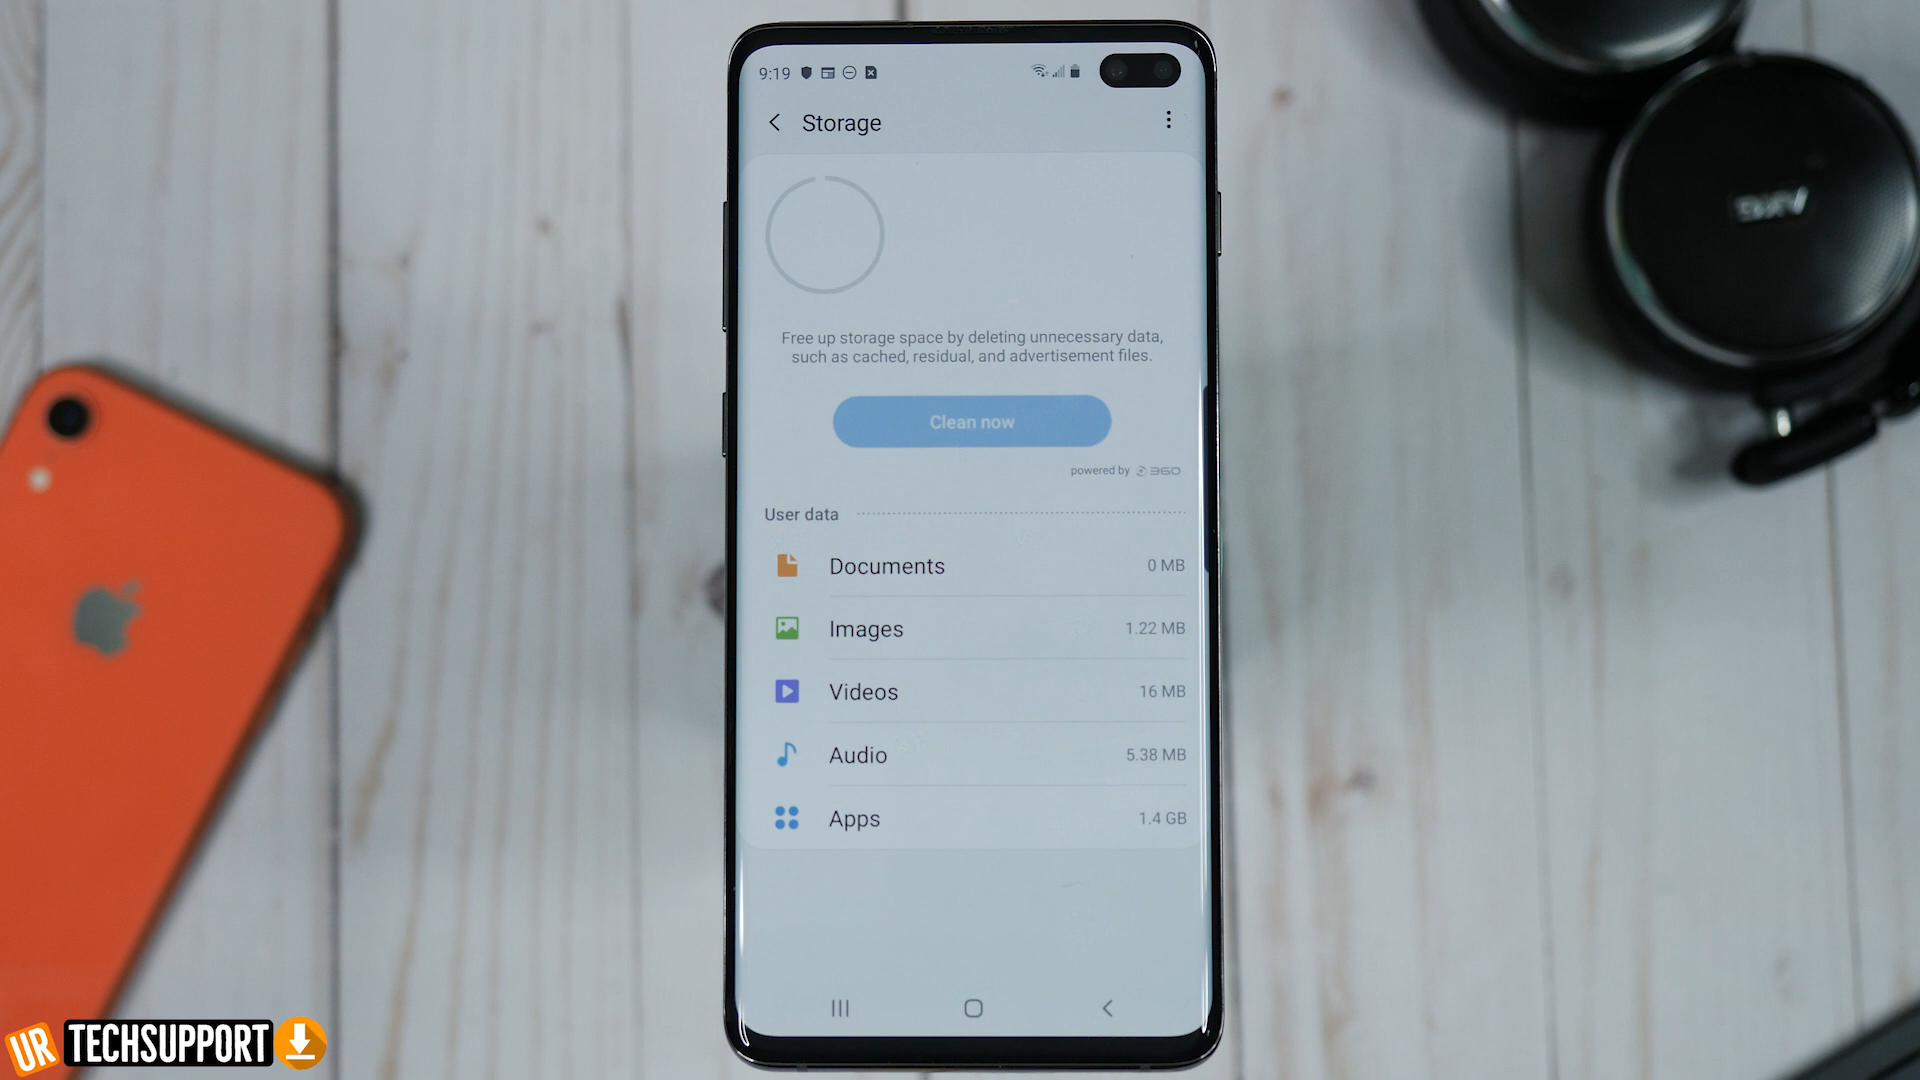 9:19
Storage
Free up storage space by deleting unnecessary data,
such as cached, residual, and advertisement files.
Clean now
powered by 360
User data
Documents 0 MB
Images 1.22 MB
Videos 16 MB
Audio 5.38 MB
Apps 1.4 GB
UR TECHSUPPORT